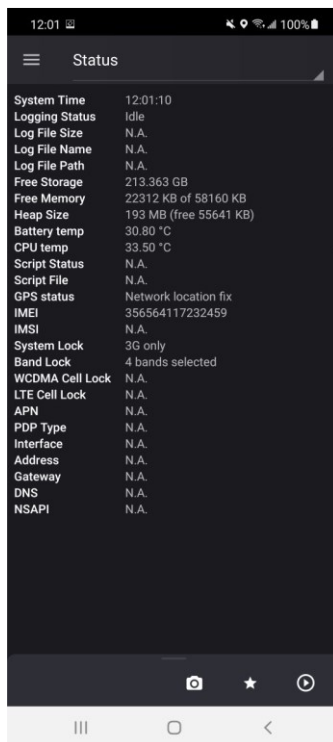 12:01 100%
Status
System Time 12:01:10
Logging Status Idle
Log File Size N.A.
Log File Name N.A.
Log File Path N.A.
Free Storage 213.363 GB
Free Memory 22312 KB of 58160 KB
Heap Size 193 MB (free 55641 KB)
Battery temp 30.80 °C
CPU temp 33.50 °C
Script Status N.A.
Script File N.A.
GPS status Network location fix
IMEI 356564117232459
IMSI N.A.
System Lock 3G only
Band Lock 4 bands selected
WCDMA Cell Lock N.A.
LTE Cell Lock N.A.
APN N.A.
PDP Type N.A.
Interface N.A.
Address N.A.
Gateway N.A.
DNS N.A.
NSAPI N.A.